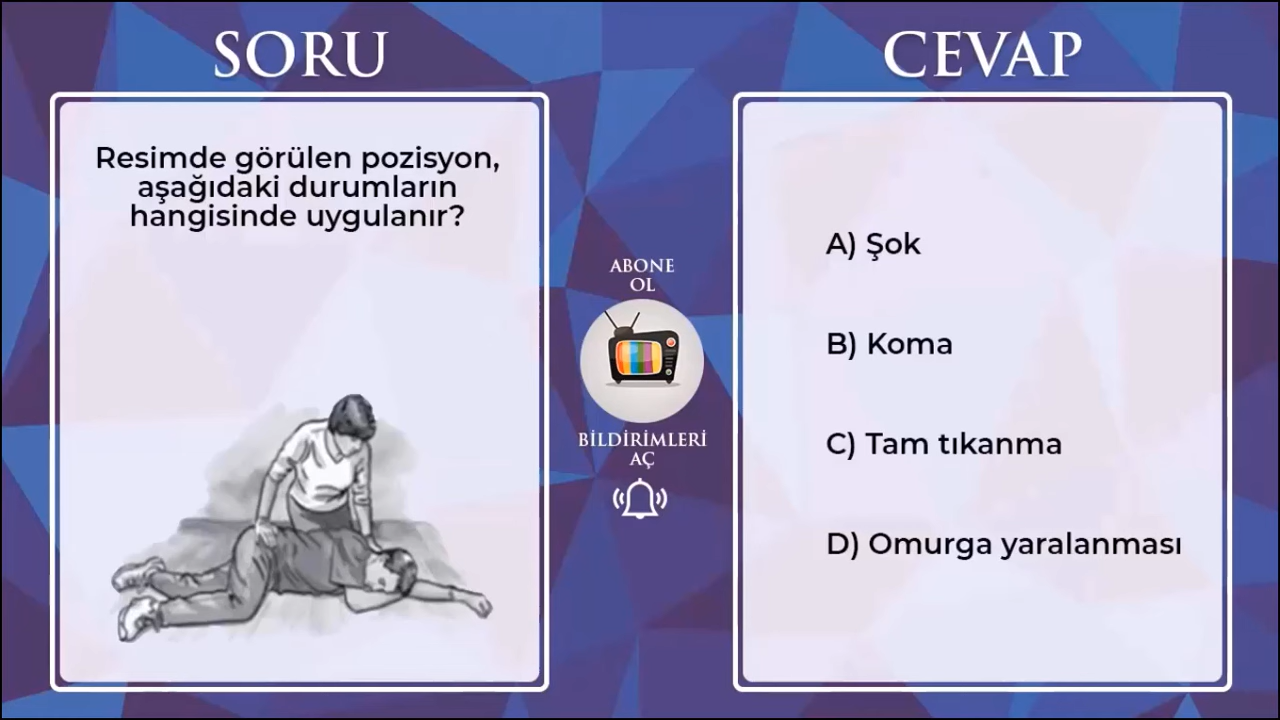 SORU
Resimde görülen pozisyon,
aşağıdaki durumların
hangisinde uygulanır?
ABONE
OL
BİLDİRİMLERİ
AÇ
CEVAP
A) Şok
B) Koma
C) Tam tıkanma
D) Omurga yaralanması